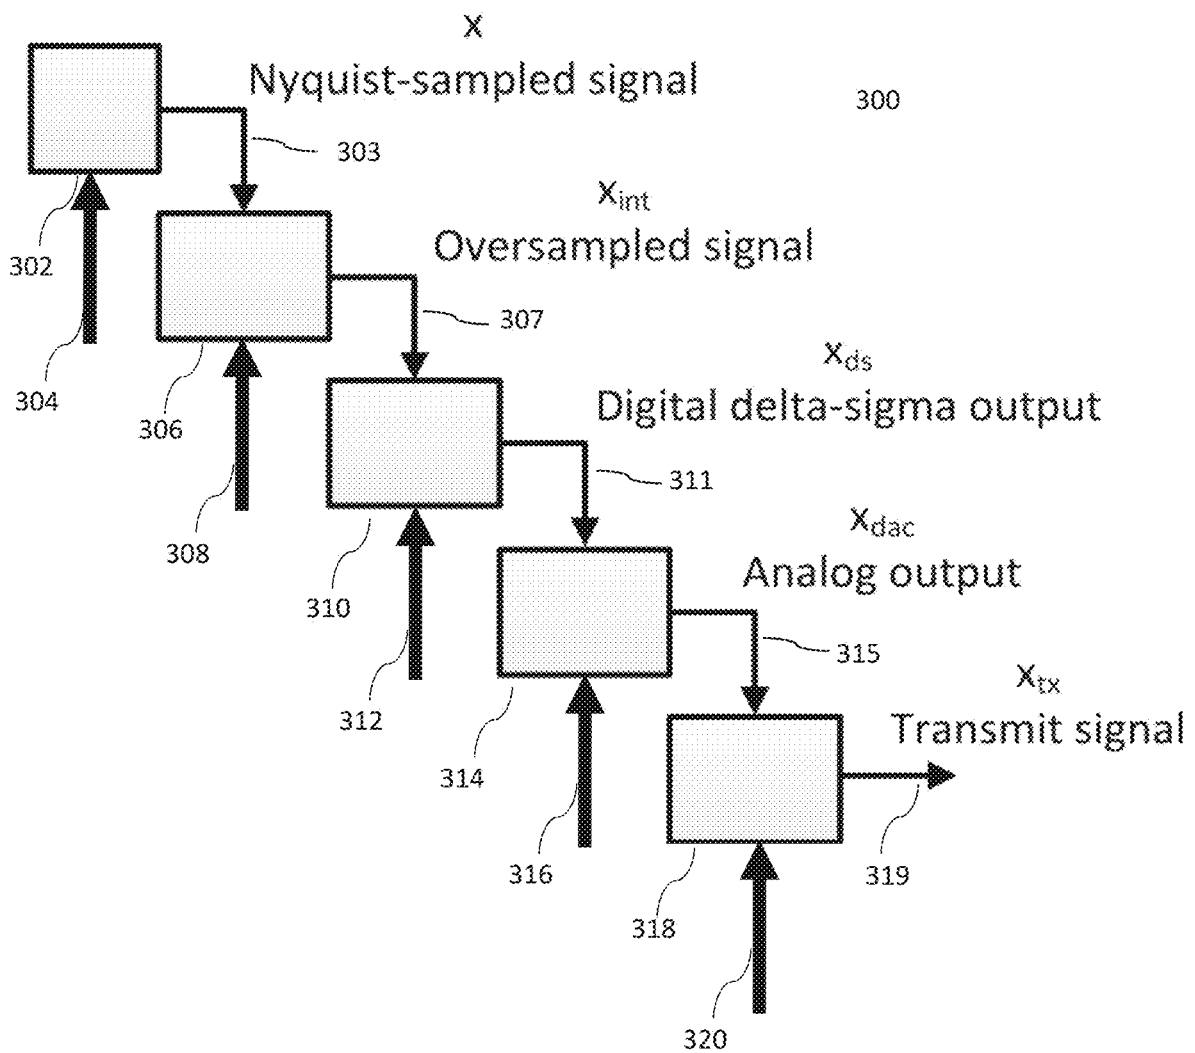 x
Nyquist-sampled signal
300
303
xint
Oversampled signal
302
307
304
306
xds
Digital delta-sigma output
308
311
310
xdac
Analog output
312
315
314
xtx
Transmit signal
316
319
318
320